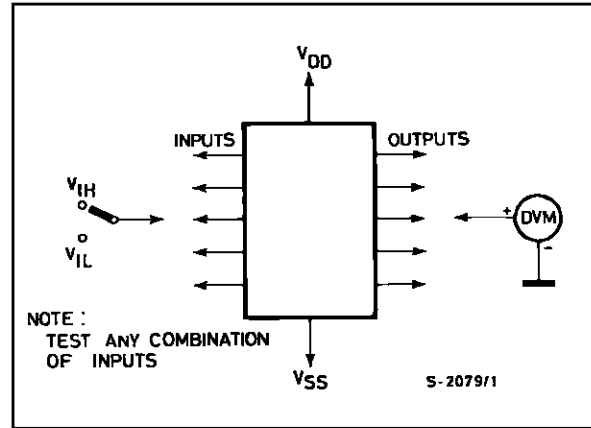 VDD
INPUTS
OUTPUTS
VIH
VIL
+
DVM
-
NOTE :
TEST ANY COMBINATION
OF INPUTS
VSS
S-2079/1